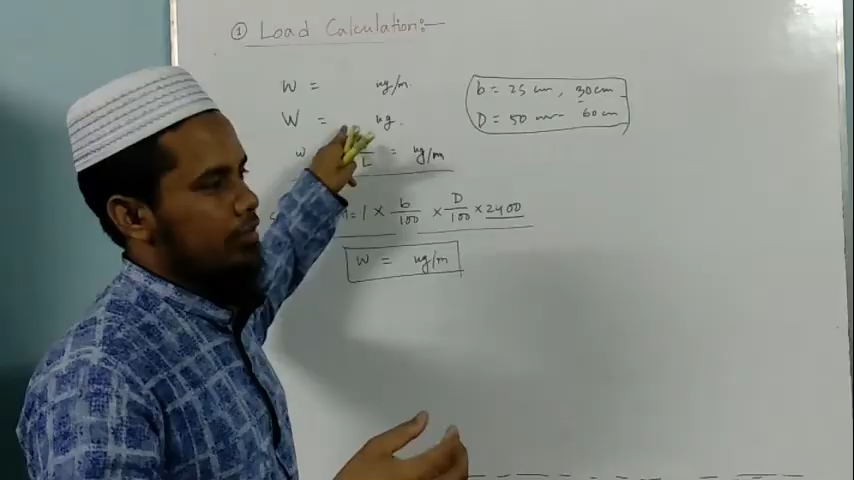 ① Load Calculation:-
W = kg/m.
W = kg.
w L = kg/m
= 1 × b/100 × D/100 × 2400
W = kg/m
b = 25 cm, 30 cm
D = 50 cm - 60 cm